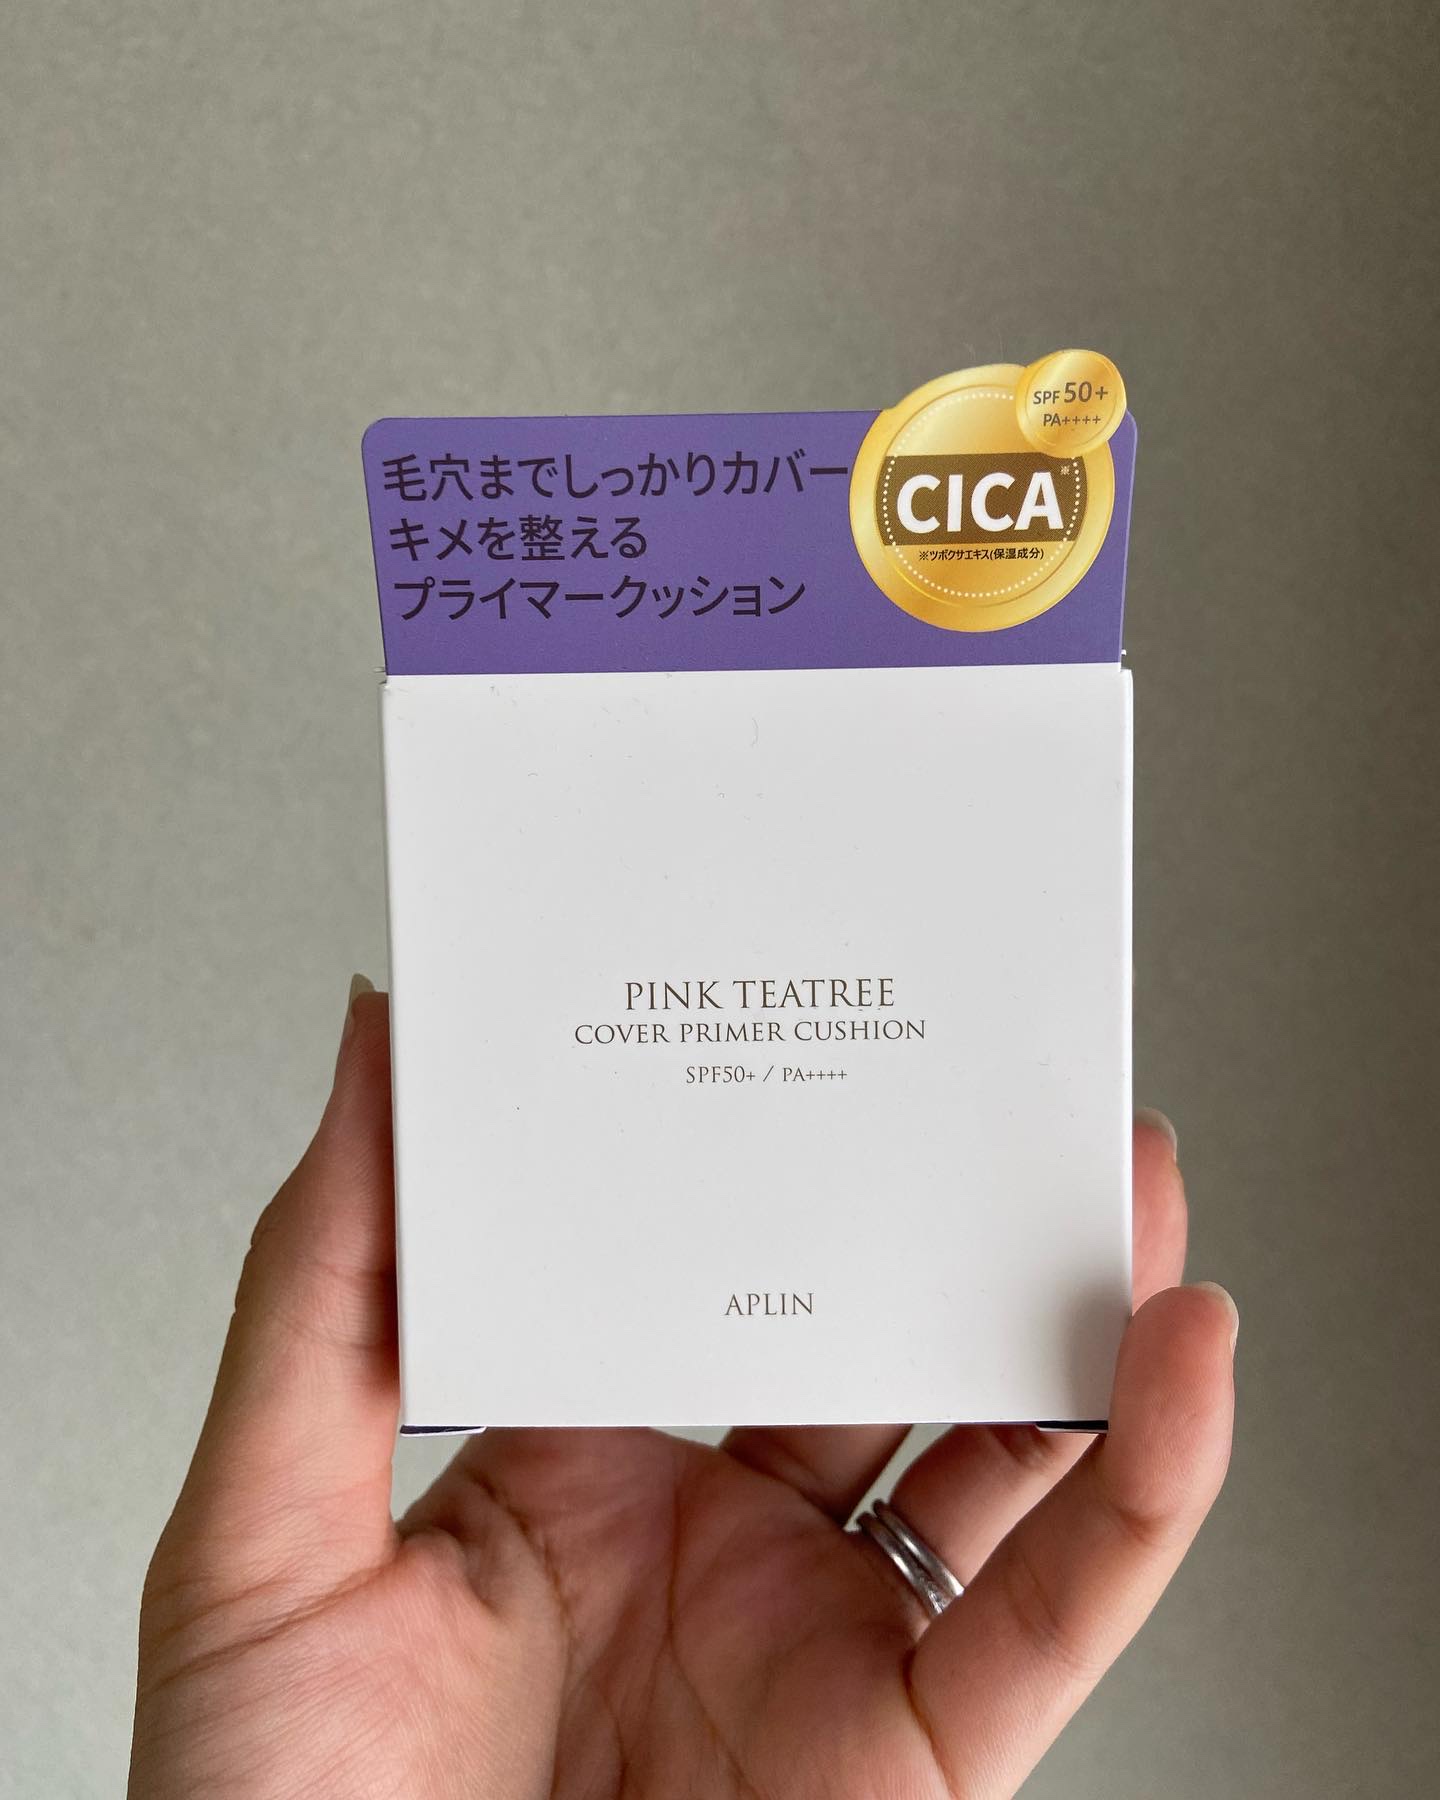 毛穴までしっかりカバー
キメを整える
プライマークッション
SPF 50+
PA++++
CICA※
※ツボクサエキス(保湿成分)
PINK TEATREE
COVER PRIMER CUSHION
SPF50+ / PA++++
APLIN